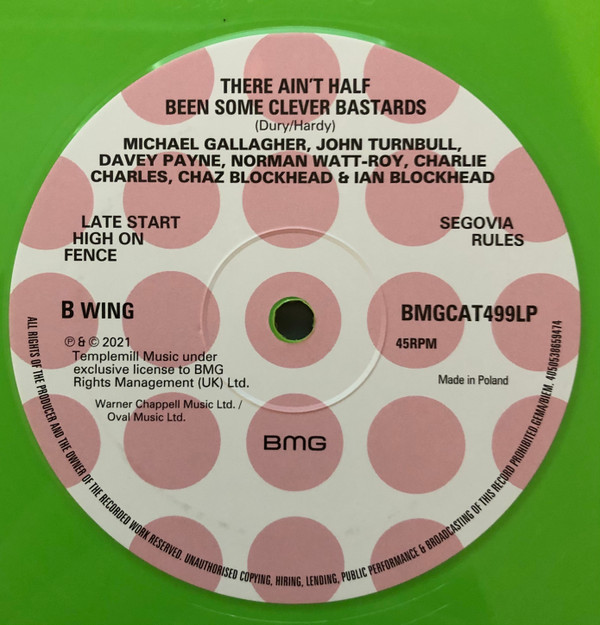 THERE AIN'T HALF
BEEN SOME CLEVER BASTARDS
(Dury/Hardy)
MICHAEL GALLAGHER, JOHN TURNBULL,
DAVEY PAYNE, NORMAN WATT-ROY, CHARLIE
CHARLES, CHAZ BLOCKHEAD & IAN BLOCKHEAD
LATE START
HIGH ON
FENCE
SEGOVIA
RULES
B WING
BMGCAT499LP
45RPM
℗ & © 2021
Templemill Music under
exclusive license to BMG
Rights Management (UK) Ltd.
Warner Chappell Music Ltd. /
Oval Music Ltd.
Made in Poland
BMG
ALL RIGHTS OF THE PRODUCER AND THE OWNER OF THE RECORDED WORK RESERVED. UNAUTHORISED COPYING, HIRING, LENDING, PUBLIC PERFORMANCE & BROADCASTING OF THIS RECORD PROHIBITED.GEMA/BIEM. 4050538659474